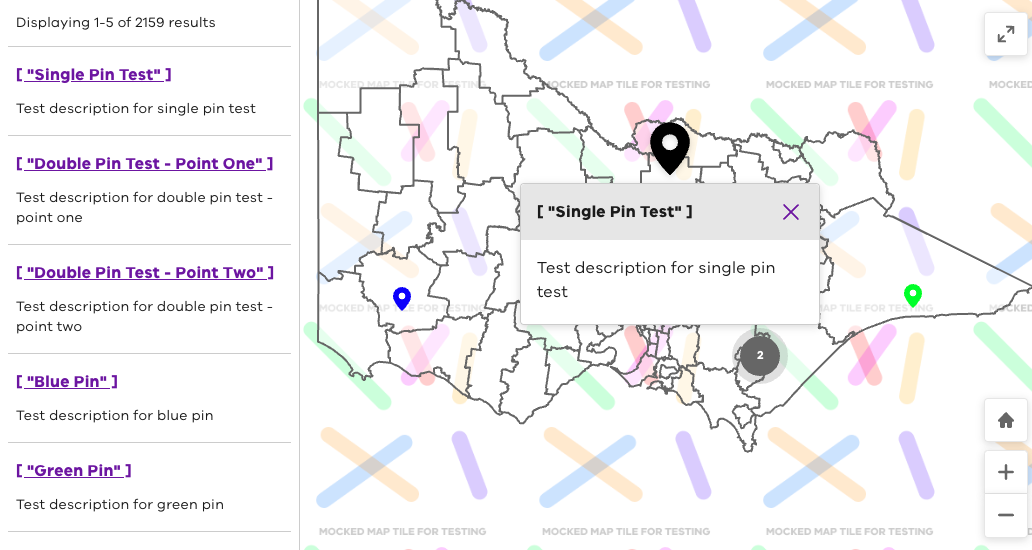 Displaying 1-5 of 2159 results
[ "Single Pin Test" ]
Test description for single pin test
[ "Double Pin Test - Point One" ]
Test description for double pin test -
point one
[ "Double Pin Test - Point Two" ]
Test description for double pin test -
point two
[ "Blue Pin" ]
Test description for blue pin
[ "Green Pin" ]
Test description for green pin
MOCKED MAP TILE FOR TESTING
MOCKED MAP TILE FOR TESTING
MOCKED MAP TILE FOR TESTING
MOCKED
[ "Single Pin Test" ]
Test description for single pin
test
MOCKED MAP TILE FOR TESTING
MOCKED
2
MOCKED MAP TILE FOR TESTING
MOCKED MAP TILE FOR TESTING
MOCKED MAP TILE FOR TESTING